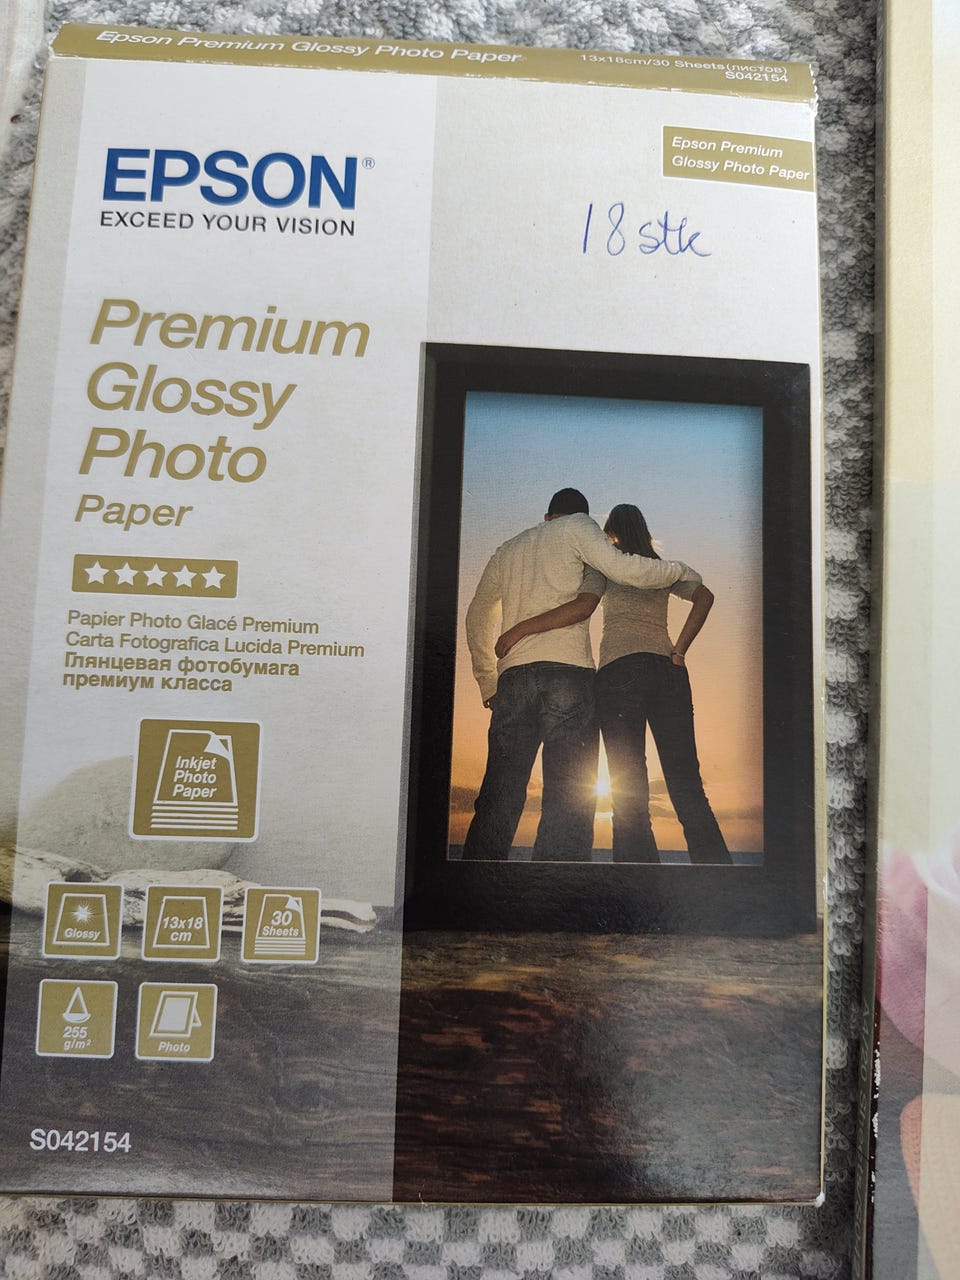 Epson Premium Glossy Photo Paper
13x18cm/30 Sheets(листов)
S042154
EPSON®
EXCEED YOUR VISION
Epson Premium
Glossy Photo Paper
18 stk
Premium
Glossy
Photo
Paper
Papier Photo Glacé Premium
Carta Fotografica Lucida Premium
Глянцевая фотобумага
премиум класса
Inkjet
Photo
Paper
Glossy
13x18
cm
30
Sheets
255
g/m²
Photo
S042154